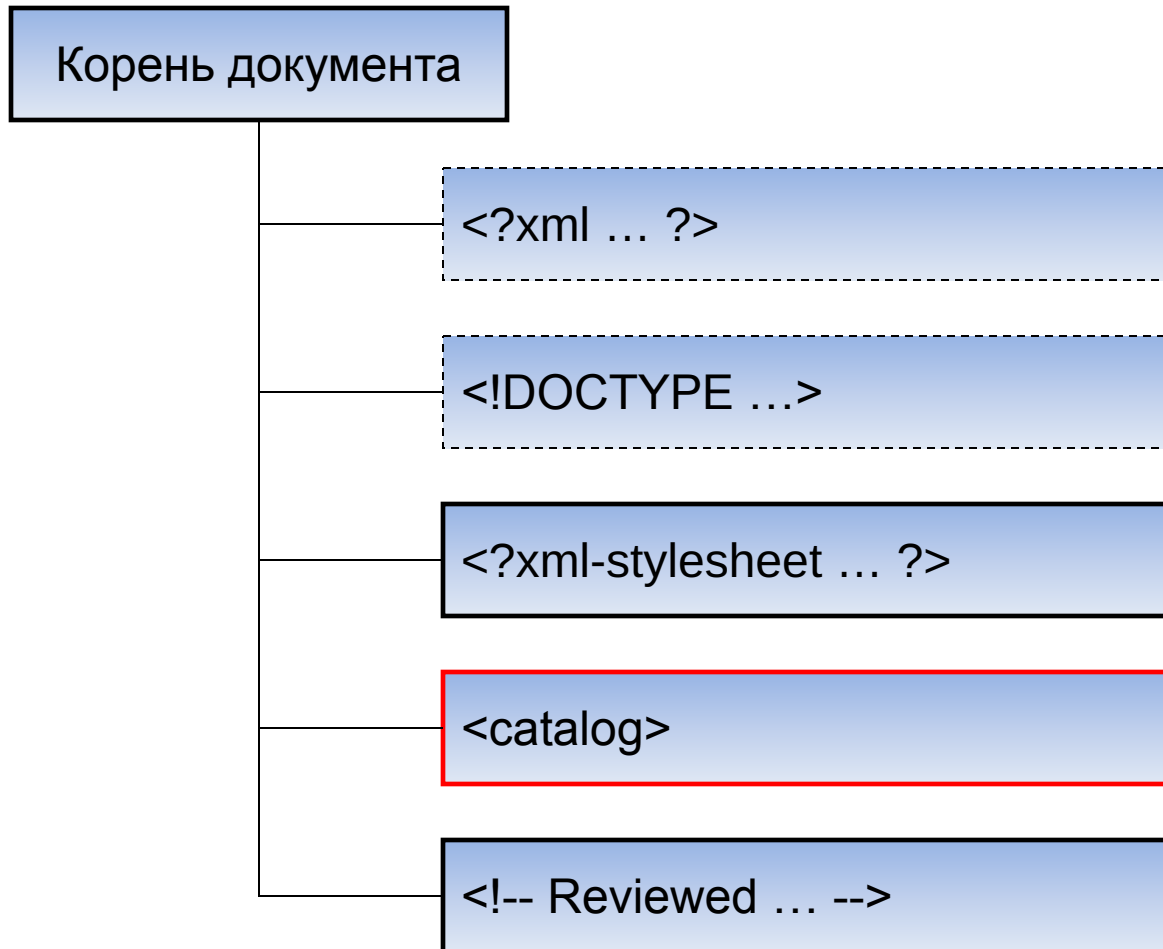 Корень документа
<?xml … ?>
<!DOCTYPE …>
<?xml-stylesheet … ?>
<catalog>
<!-- Reviewed … -->